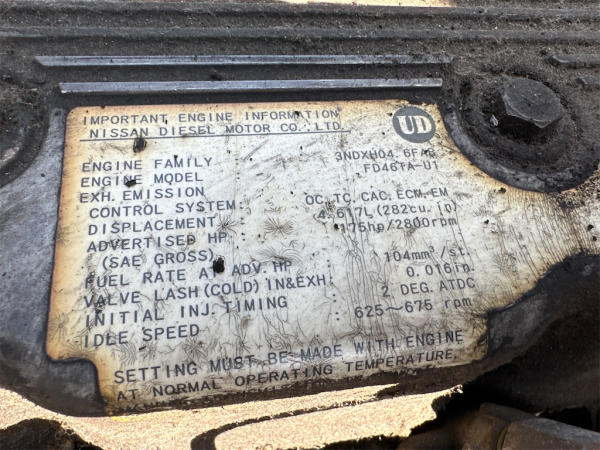 IMPORTANT ENGINE INFORMATION
NISSAN DIESEL MOTOR CO., LTD.
UD
ENGINE FAMILY 3NDXH04.6FAB
ENGINE MODEL FD46TA-U1
EXH. EMISSION
CONTROL SYSTEM: OC, TC, CAC, ECM, EM
DISPLACEMENT : 4.617L (282cu. in)
ADVERTISED HP : 175hp/2800rpm
(SAE GROSS)
FUEL RATE AT ADV. HP : 104mm³/st.
VALVE LASH (COLD) IN&EXH: 0.016in.
INITIAL INJ. TIMING : 2 DEG. ATDC
IDLE SPEED : 625~675 rpm
SETTING MUST BE MADE WITH ENGINE
AT NORMAL OPERATING TEMPERATURE.